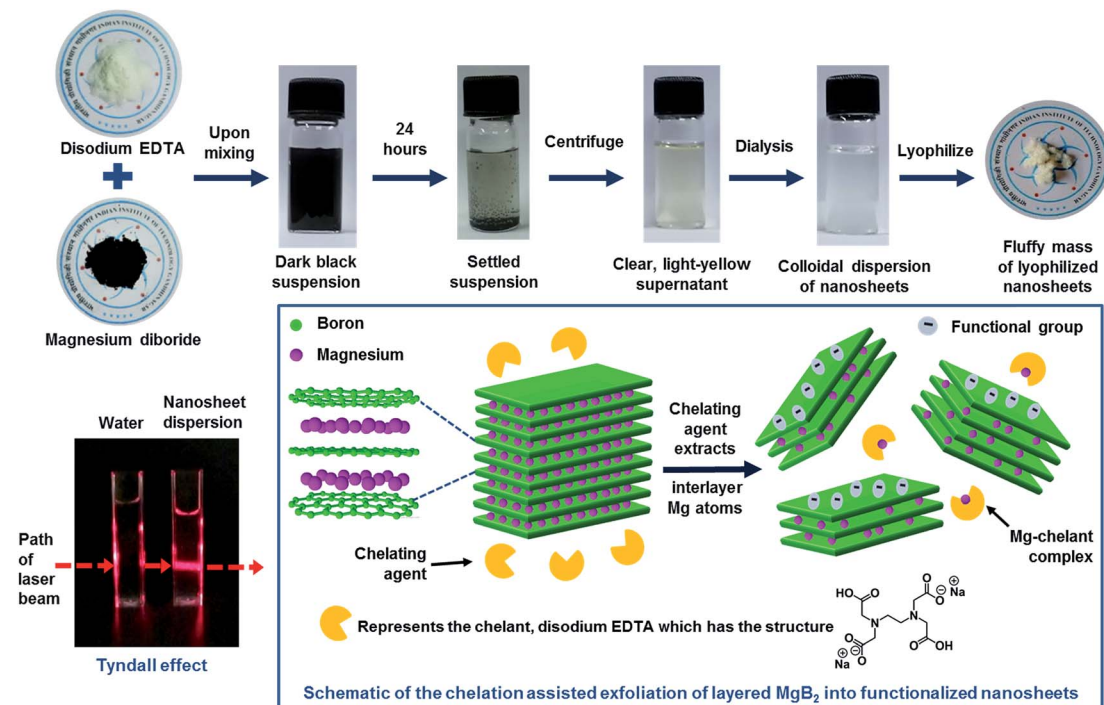 Disodium EDTA
+
Magnesium diboride
Upon
mixing
Dark black
suspension
24
hours
Settled
suspension
Centrifuge
Clear, light-yellow
supernatant
Dialysis
Colloidal dispersion
of nanosheets
Lyophilize
Fluffy mass
of lyophilized
nanosheets
Water
Nanosheet
dispersion
Path
of
laser
beam
Tyndall effect
Boron
Magnesium
Chelating
agent
Chelating
agent
extracts
interlayer
Mg atoms
Functional group
Mg-chelant
complex
Represents the chelant, disodium EDTA which has the structure
HO
O
O
O
Na
N
N
O
O
Na
O
OH
Schematic of the chelation assisted exfoliation of layered MgB₂ into functionalized nanosheets